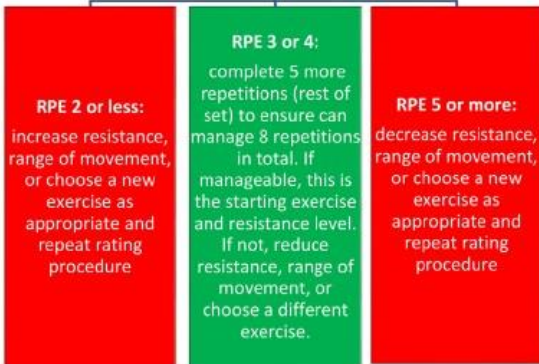 RPE 2 or less:
increase resistance,
range of movement,
or choose a new
exercise as
appropriate and
repeat rating
procedure
RPE 3 or 4:
complete 5 more
repetitions (rest of
set) to ensure can
manage 8 repetitions
in total. If
manageable, this is
the starting exercise
and resistance level.
If not, reduce
resistance, range of
movement, or
choose a different
exercise.
RPE 5 or more:
decrease resistance,
range of movement,
or choose a new
exercise as
appropriate and
repeat rating
procedure